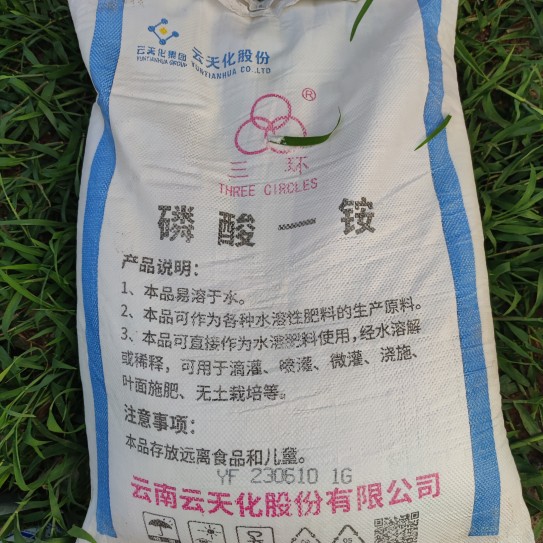 云天化集团 云天化股份
YUNTIANHUA GROUP YUNTIANHUA CO.,LTD
®
三环
THREE CIRCLES
磷酸一铵
产品说明：
1、本品易溶于水。
2、本品可作为各种水溶性肥料的生产原料。
3、本品可直接作为水溶肥料使用，经水溶解
或稀释，可用于滴灌、喷灌、微灌、浇施、
叶面施肥、无土栽培等。
注意事项：
本品存放远离食品和儿童。
YF 230610 1G
云南云天化股份有限公司